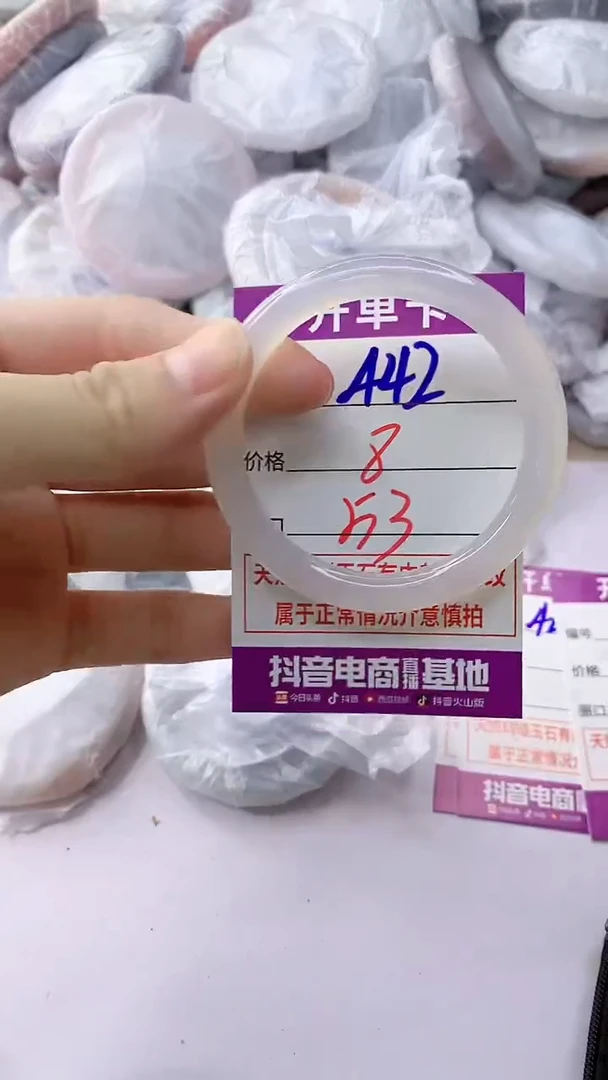 开单卡
A42
价格 8
53
属于正常情况介意慎拍
抖音电商直播基地
今日头条 抖音 西瓜视频 抖音火山版
A2
编号
价格
圈口
属于正常情况
抖音电商